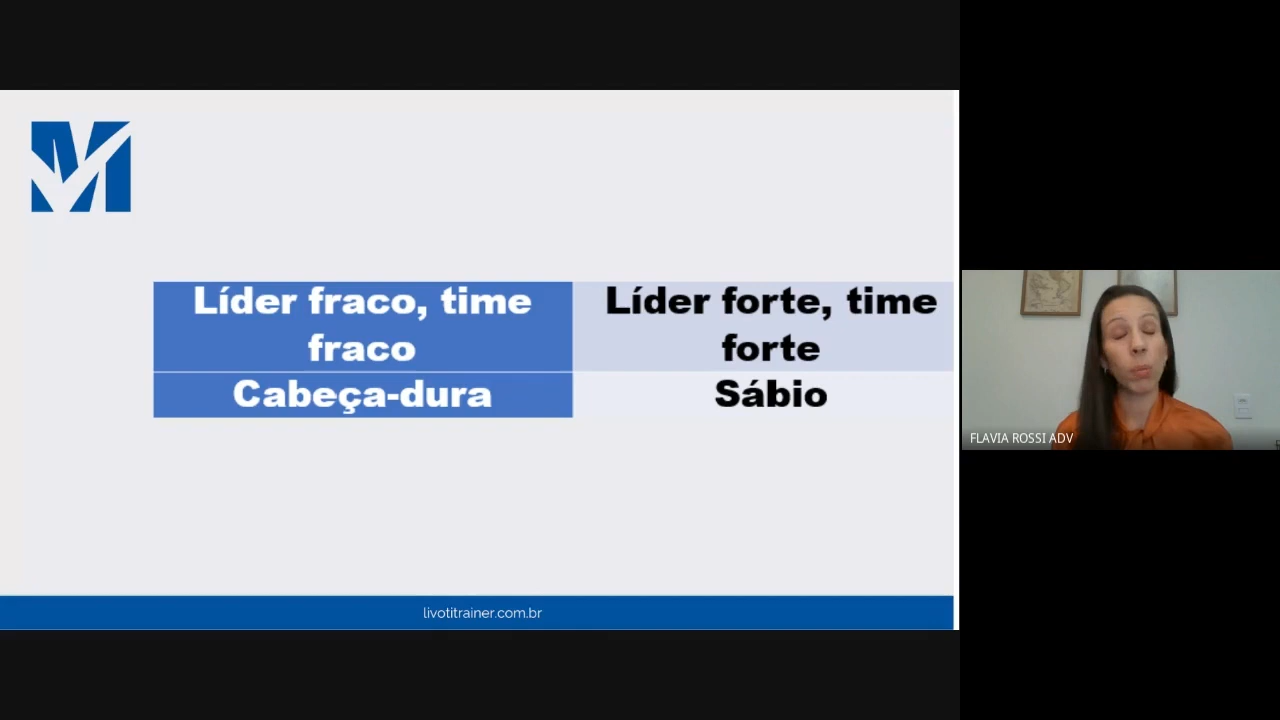 Líder fraco, time
fraco
Líder forte, time
forte
Cabeça-dura
Sábio
livotitrainer.com.br
FLAVIA ROSSI ADV